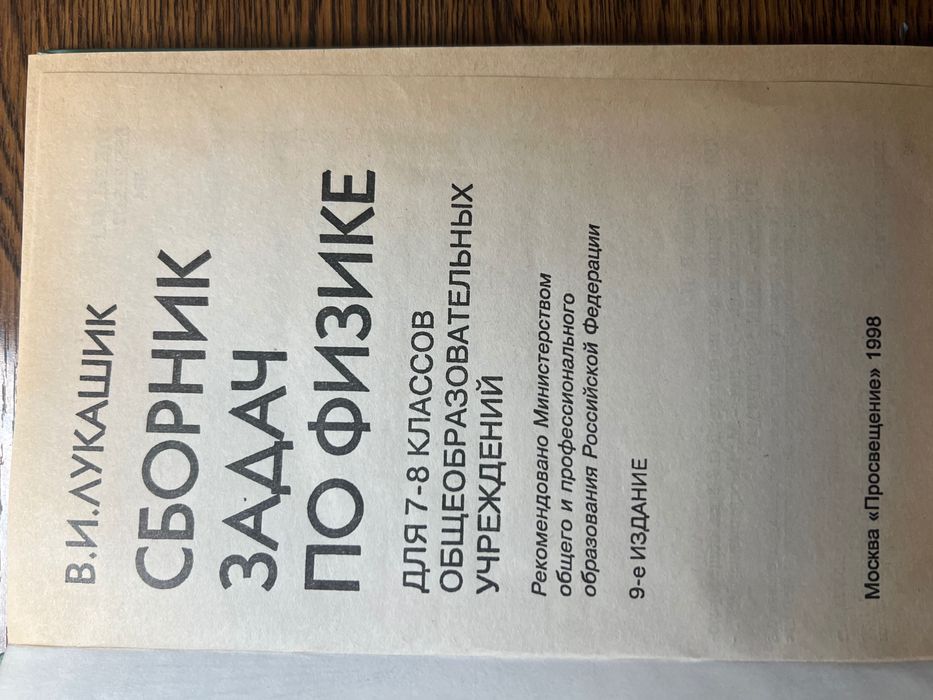 В.И.ЛУКАШИК
СБОРНИК
ЗАДАЧ
ПО ФИЗИКЕ
ДЛЯ 7-8 КЛАССОВ
ОБЩЕОБРАЗОВАТЕЛЬНЫХ
УЧРЕЖДЕНИЙ
Рекомендовано Министерством
общего и профессионального
образования Российской Федерации
9-е ИЗДАНИЕ
Москва «Просвещение» 1998